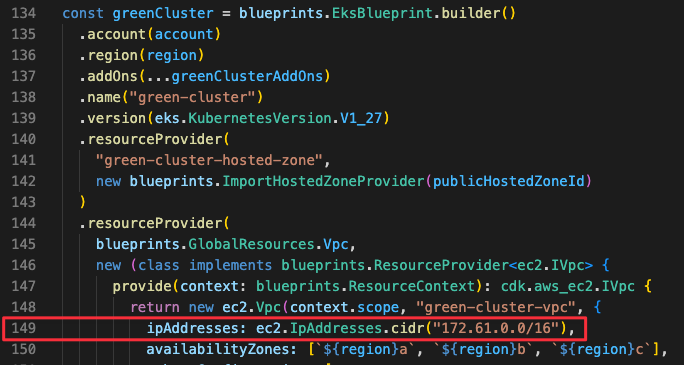 134 const greenCluster = blueprints.EksBlueprint.builder()
135 .account(account)
136 .region(region)
137 .addOns(...greenClusterAddOns)
138 .name("green-cluster")
139 .version(eks.KubernetesVersion.V1_27)
140 .resourceProvider(
141 "green-cluster-hosted-zone",
142 new blueprints.ImportHostedZoneProvider(publicHostedZoneId)
143 )
144 .resourceProvider(
145 blueprints.GlobalResources.Vpc,
146 new (class implements blueprints.ResourceProvider<ec2.IVpc> {
147 provide(context: blueprints.ResourceContext): cdk.aws_ec2.IVpc {
148 return new ec2.Vpc(context.scope, "green-cluster-vpc", {
149 ipAddresses: ec2.IpAddresses.cidr("172.61.0.0/16"),
150 availabilityZones: [`${region}a`, `${region}b`, `${region}c`],